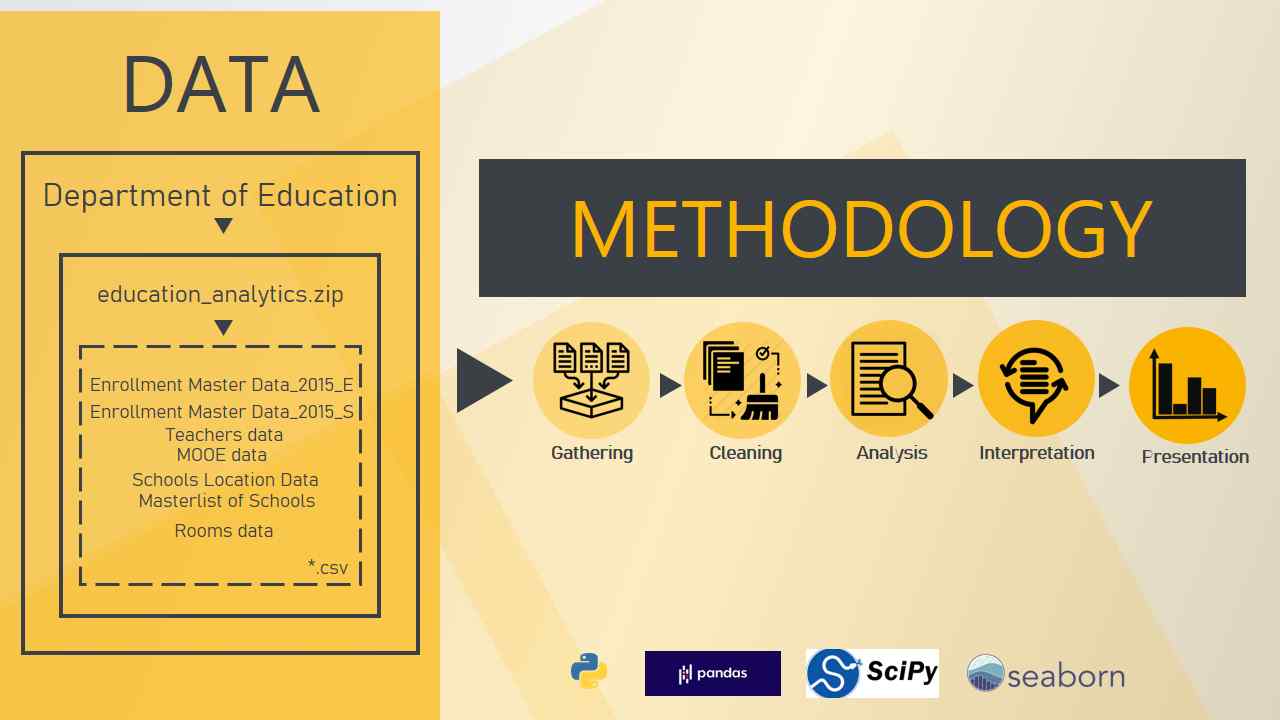 DATA
Department of Education
education_analytics.zip
Enrollment Master Data_2015_E
Enrollment Master Data_2015_S
Teachers data
MOOE data
Schools Location Data
Masterlist of Schools
Rooms data
*.csv
METHODOLOGY
Gathering
Cleaning
Analysis
Interpretation
Presentation
pandas
SciPy
seaborn